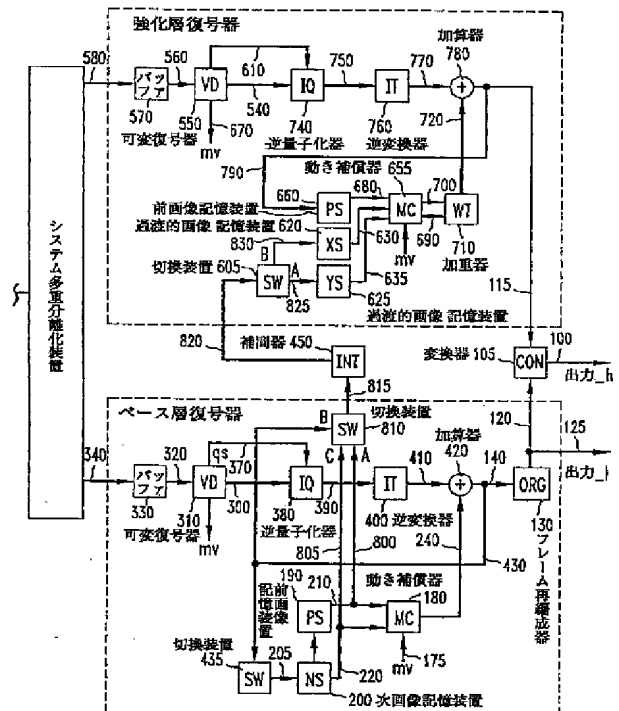 強化層復号器
580
バッファ
570
560
VD
550
可変復号器
610
540
670
mv
IQ
740
逆量子化器
750
IT
760
逆変換器
770
加算器
780
+
720
790
動き補償器
655
660
前画像記憶装置
PS
680
MC
700
690
WT
710
加重器
過渡的画像 記憶装置
620
XS
630
mv
830
B
切換装置
605
SW
A
825
YS
625
635
過渡的画像 記憶装置
115
システム多重分離化装置
820
補間器 450
INT
815
変換器 105
CON
100
出力_h
ベース層復号器
B
切換装置
SW
810
C
A
120
125
出力_l
340
バッファ
330
320
VD
310
可変復号器
qs
370
300
mv
IQ
380
逆量子化器
390
IT
400 逆変換器
410
加算器
420
+
140
ORG
130
フレーム再編成器
240
430
805
800
前画像
記憶装置
190
PS
210
動き補償器
180
MC
175
mv
切換装置
435
SW
205
NS
220
200 次画像記憶装置